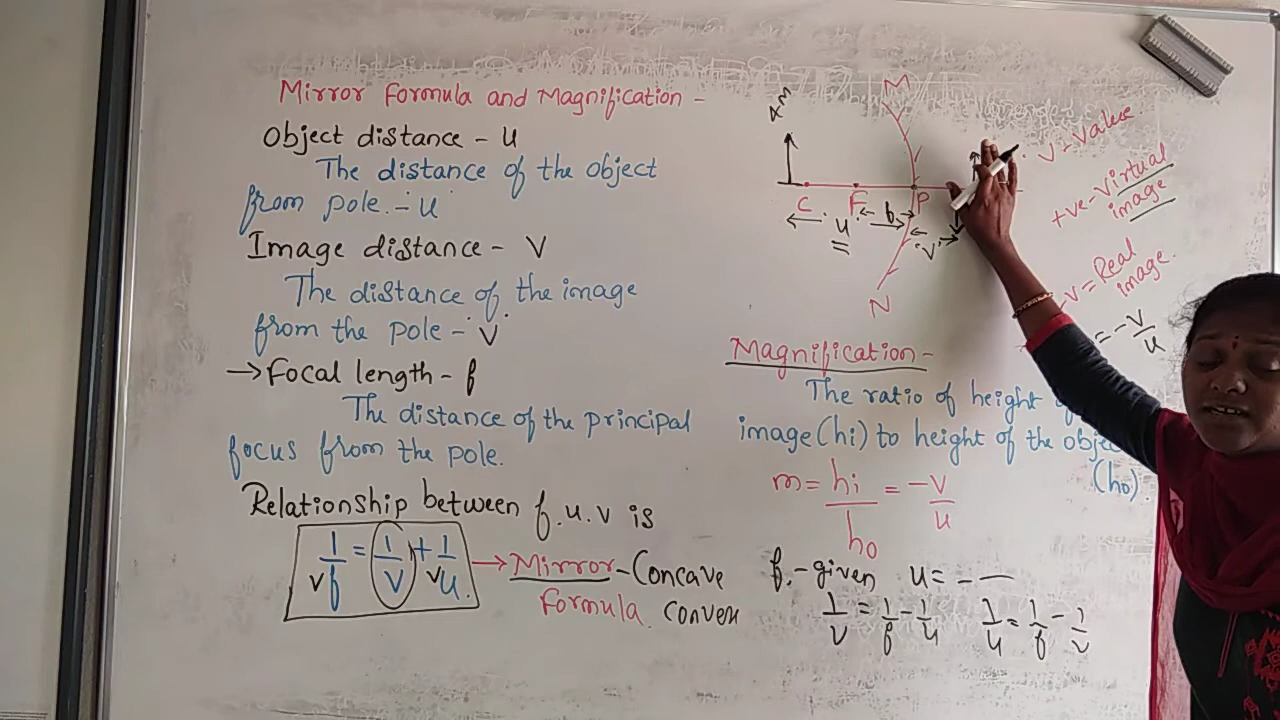 Mirror Formula and Magnification -
Object distance - u
The distance of the object
from pole. - u
Image distance - V
The distance of the image
from the pole - 'v'
→ Focal length - f
The distance of the principal
focus from the pole.
Relationship between f. u. v is
1/f = 1/v + 1/u. → Mirror - Concave
Formula. Convex
M
C F P
u f 'v'
N
V - Value
+ve - Virtual
image
-v = Real
image.
= -v/u
Magnification -
The ratio of height
image (hi) to height of the
(ho).
m = hi/ho = -v/u
f. - given u = - —
1/v = 1/f - 1/u 1/u = 1/f - 1/v